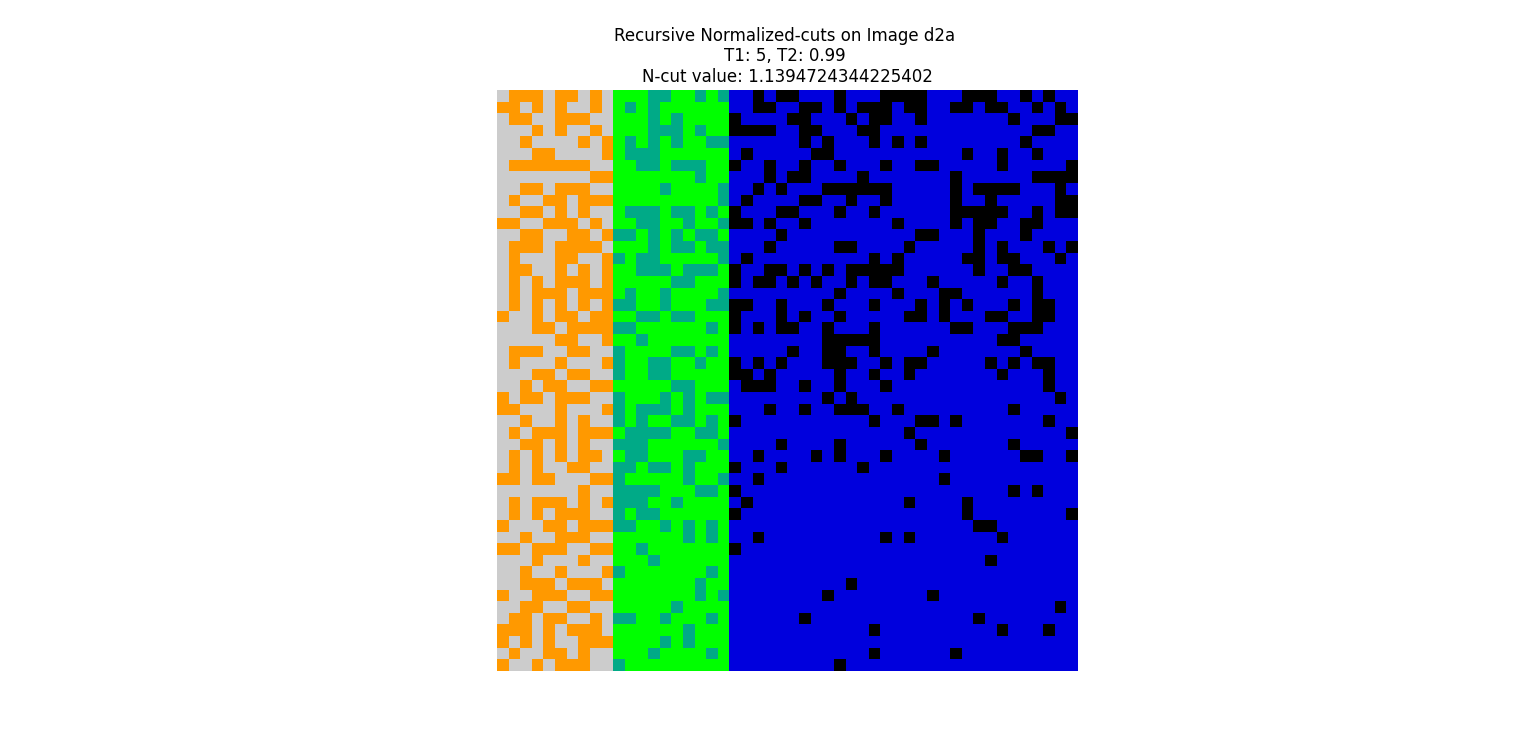 Recursive Normalized-cuts on Image d2a
T1: 5, T2: 0.99
N-cut value: 1.1394724344225402